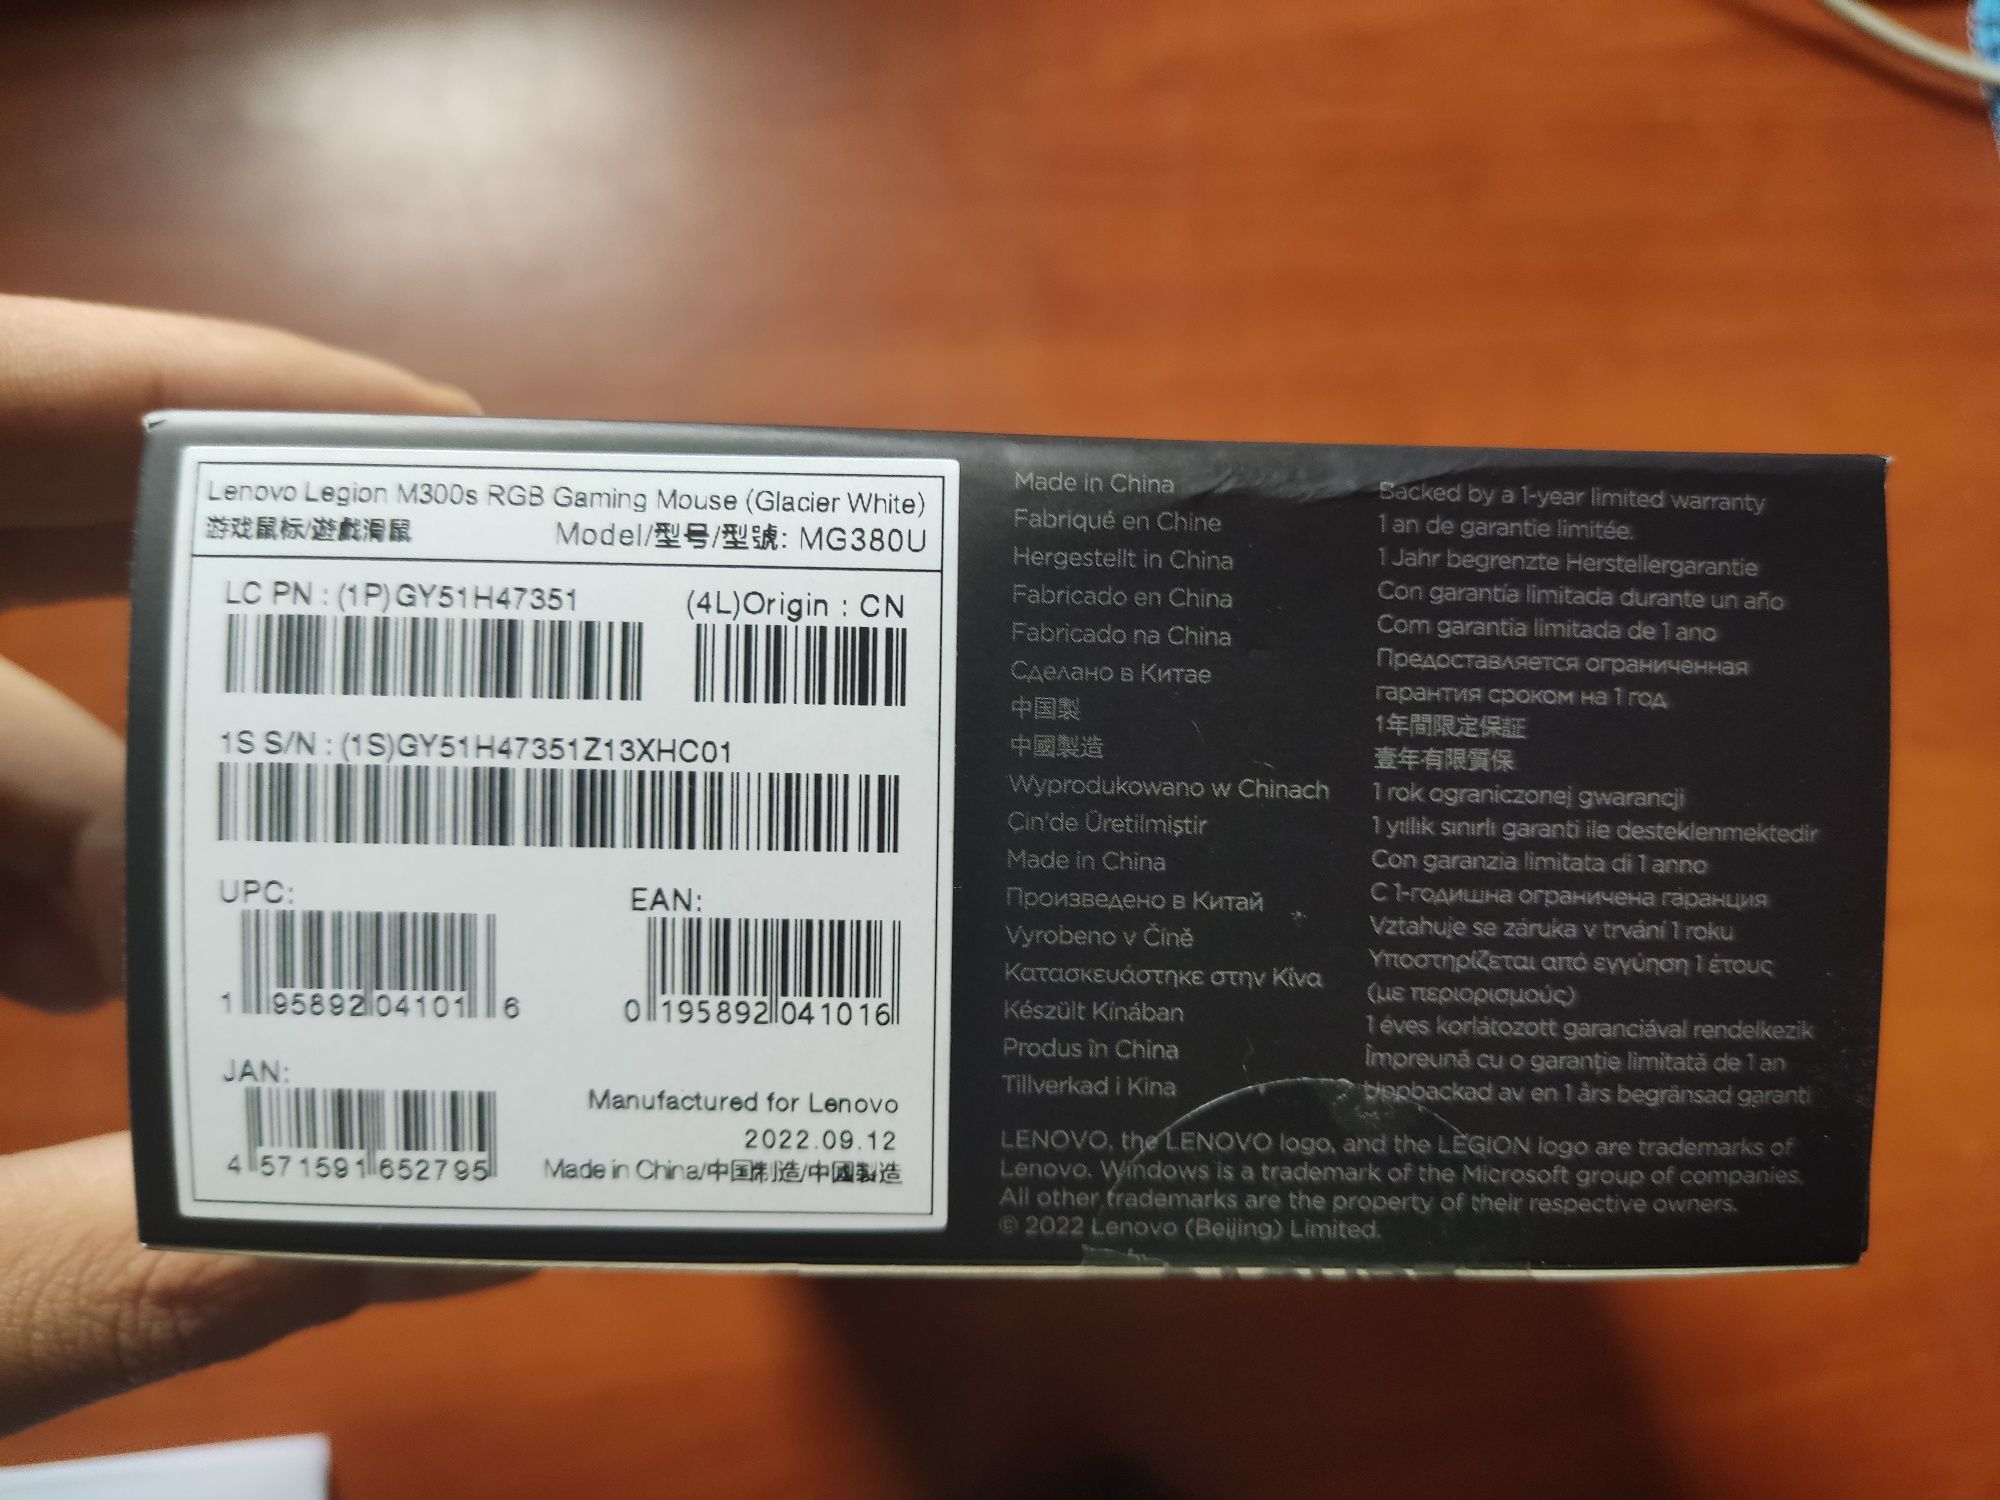 Lenovo Legion M300s RGB Gaming Mouse (Glacier White)
游戏鼠标/遊戲滑鼠 Model/型号/型號: MG380U
LC PN : (1P)GY51H47351 (4L)Origin : CN
1S S/N : (1S)GY51H47351Z13XHC01
UPC: EAN:
1 95892 04101 6 0 195892 041016
JAN:
4 571591 652795
Manufactured for Lenovo
2022.09.12
Made in China/中国制造/中國製造
Made in China
Fabriqué en Chine
Hergestellt in China
Fabricado en China
Fabricado na China
Сделано в Китае
中国製
中國製造
Wyprodukowano w Chinach
Çin'de Üretilmiştir
Made in China
Произведено в Китай
Vyrobeno v Číně
Κατασκευάστηκε στην Κίνα
Készült Kínában
Produs în China
Tillverkad i Kina
Backed by a 1-year limited warranty
1 an de garantie limitée.
1 Jahr begrenzte Herstellergarantie
Con garantía limitada durante un año
Com garantia limitada de 1 ano
Предоставляется ограниченная
гарантия сроком на 1 год
1年間限定保証
壹年有限質保
1 rok ograniczonej gwarancji
1 yıllık sınırlı garanti ile desteklenmektedir
Con garanzia limitata di 1 anno
С 1-годишна ограничена гаранция
Vztahuje se záruka v trvání 1 roku
Υποστηρίζεται από εγγύηση 1 έτους
(με περιορισμούς)
1 éves korlátozott garanciával rendelkezik
Împreună cu o garanție limitată de 1 an
Uppbackad av en 1 års begränsad garanti
LENOVO, the LENOVO logo, and the LEGION logo are trademarks of
Lenovo. Windows is a trademark of the Microsoft group of companies.
All other trademarks are the property of their respective owners.
© 2022 Lenovo (Beijing) Limited.